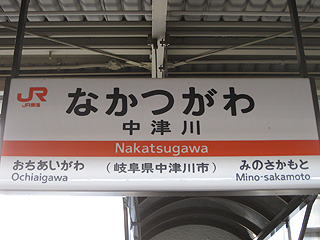 JR
JR東海
なかつがわ
中津川
Nakatsugawa
おちあいがわ （岐阜県中津川市） みのさかもと
Ochiaigawa Mino-sakamoto